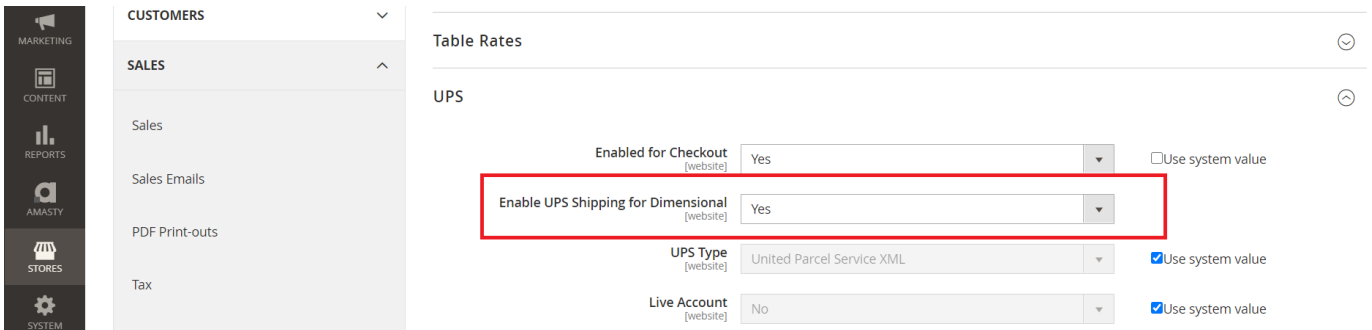 MARKETING
CONTENT
REPORTS
AMASTY
STORES
SYSTEM
CUSTOMERS
SALES
Sales
Sales Emails
PDF Print-outs
Tax
Table Rates
UPS
Enabled for Checkout
[website]
Yes
Use system value
Enable UPS Shipping for Dimensional
[website]
Yes
UPS Type
[website]
United Parcel Service XML
Use system value
Live Account
[website]
No
Use system value